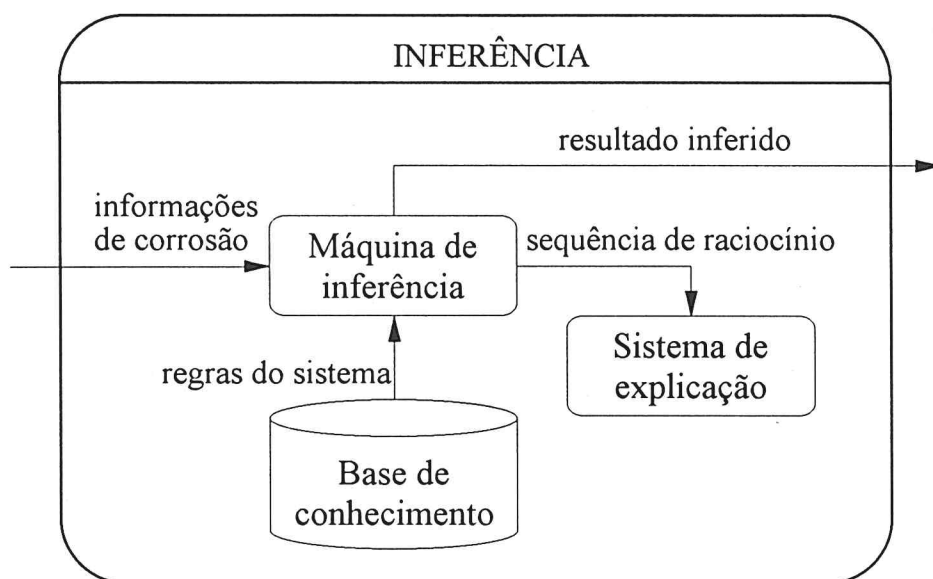 INFERÊNCIA
resultado inferido
informações
de corrosão
Máquina de
inferência
sequência de raciocínio
Sistema de
explicação
regras do sistema
Base de
conhecimento